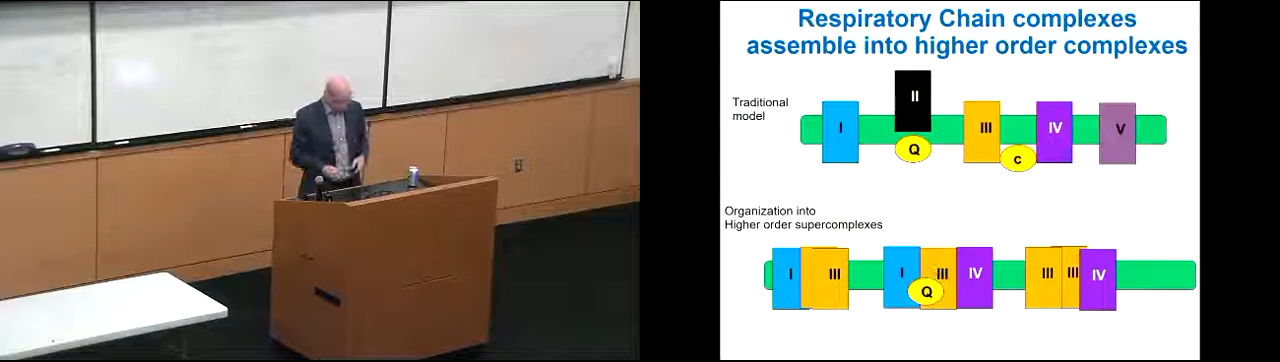 Respiratory Chain complexes
assemble into higher order complexes
Traditional
model
I
II
Q
III
c
IV
V
Organization into
Higher order supercomplexes
I
III
I
III
Q
IV
III
III
IV